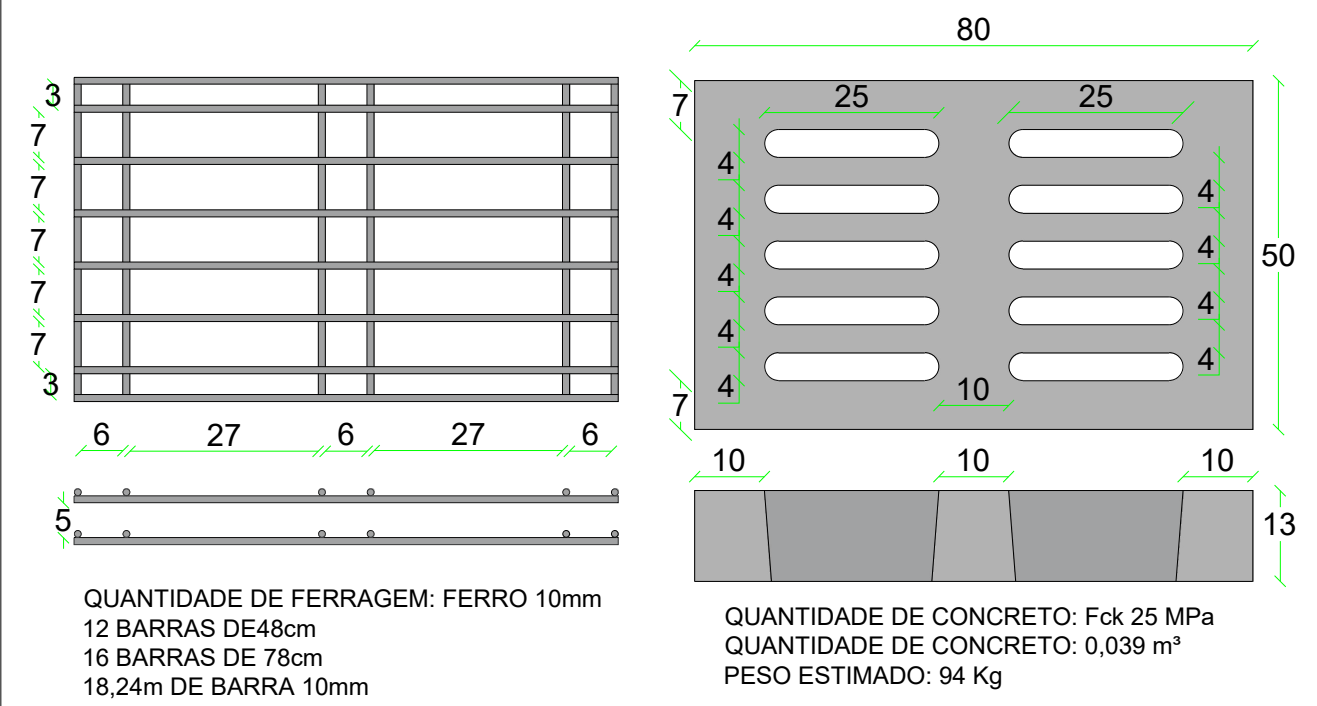 3
7
7
7
7
7
3
6 27 6 27 6
5
QUANTIDADE DE FERRAGEM: FERRO 10mm
12 BARRAS DE48cm
16 BARRAS DE 78cm
18,24m DE BARRA 10mm
80
7
25 25
4
4
4
4
4
4
4
4
4
10
7
50
10 10 10
13
QUANTIDADE DE CONCRETO: Fck 25 MPa
QUANTIDADE DE CONCRETO: 0,039 m³
PESO ESTIMADO: 94 Kg